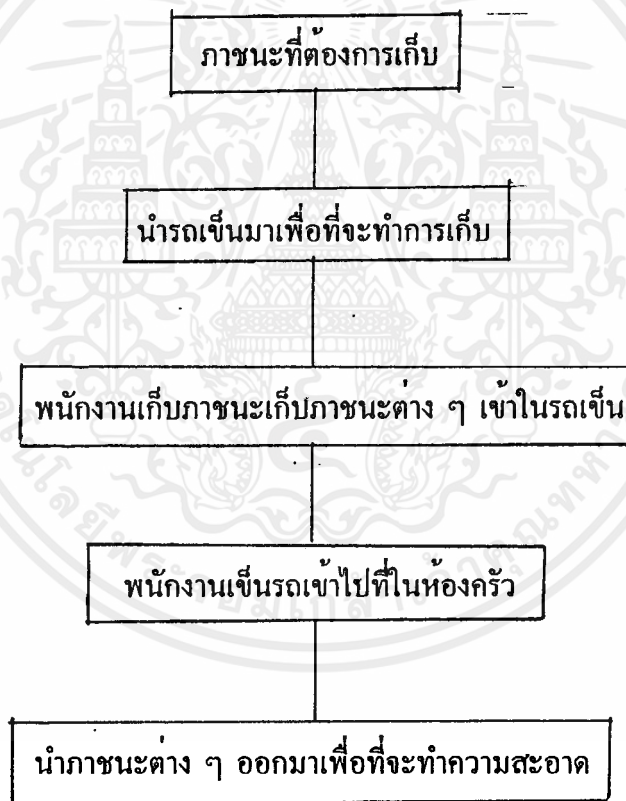 ภาชนะที่ต้องการเก็บ
นำรถเข็นมาเพื่อที่จะทำการเก็บ
พนักงานเก็บภาชนะเก็บภาชนะต่าง ๆ เข้าในรถเข็น
พนักงานเข็นรถเข้าไปที่ในห้องครัว
นำภาชนะต่าง ๆ ออกมาเพื่อที่จะทำความสะอาด